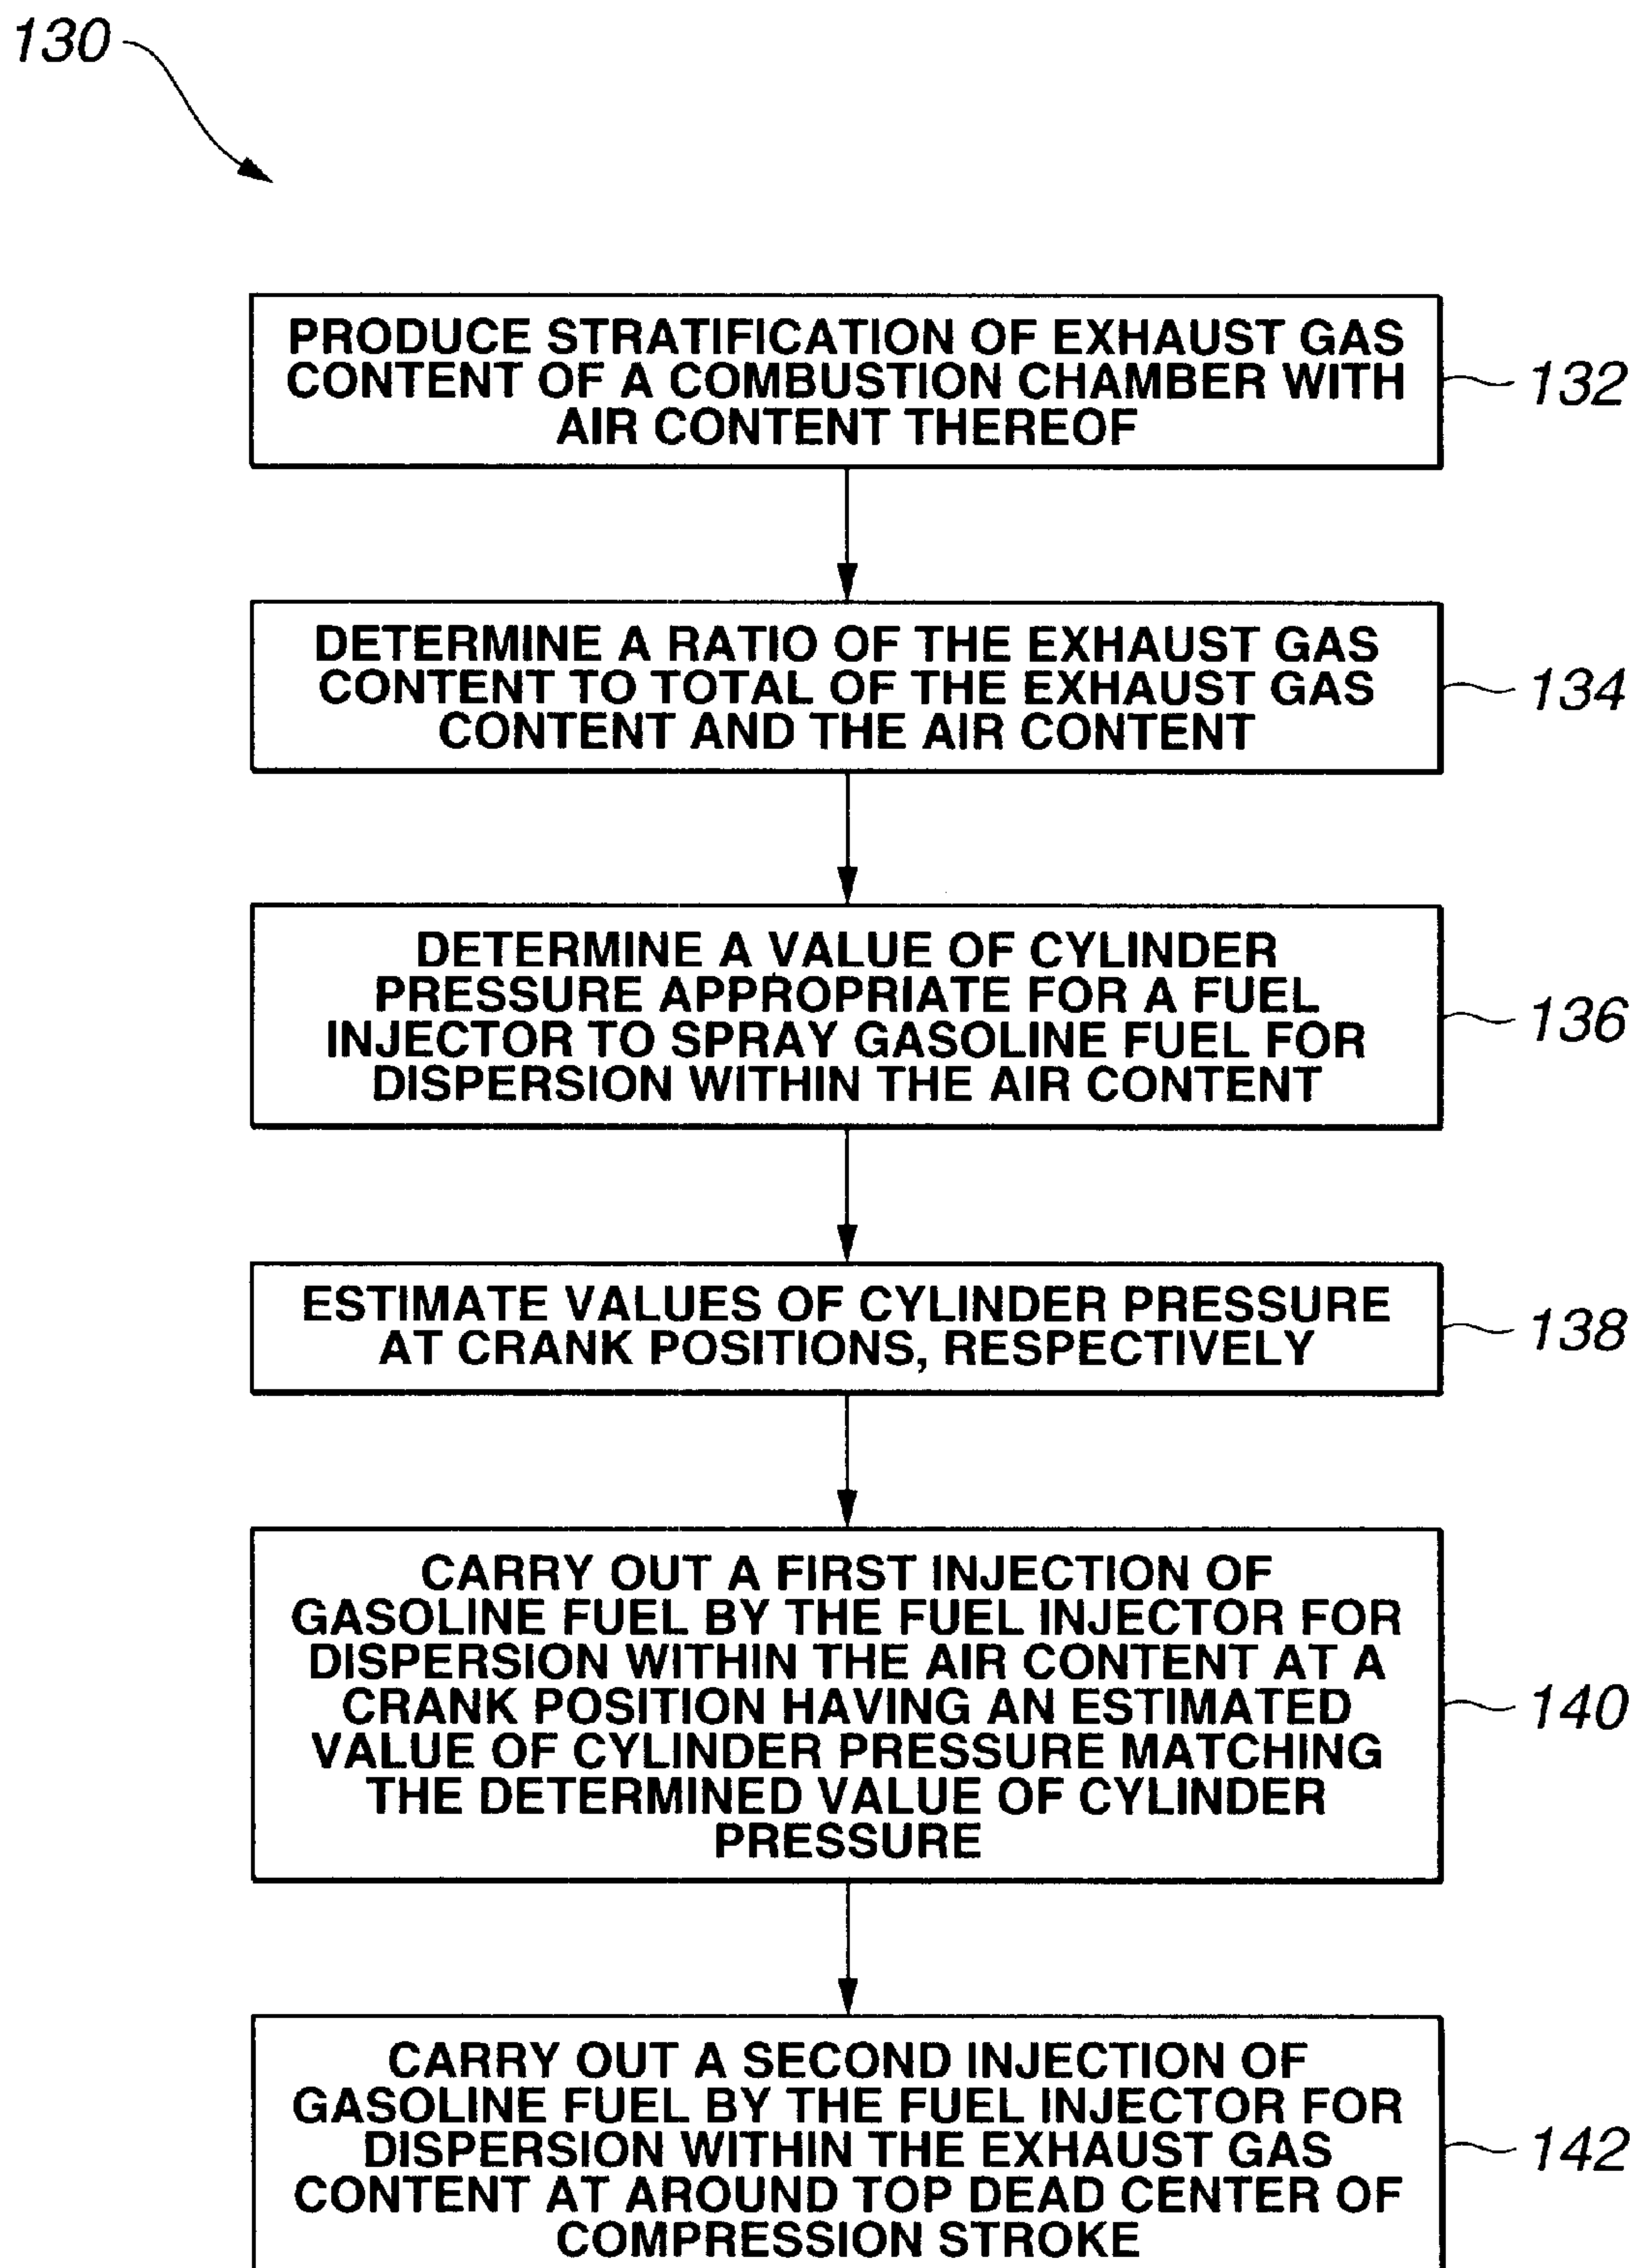 130
PRODUCE STRATIFICATION OF EXHAUST GAS
CONTENT OF A COMBUSTION CHAMBER WITH
AIR CONTENT THEREOF
132
DETERMINE A RATIO OF THE EXHAUST GAS
CONTENT TO TOTAL OF THE EXHAUST GAS
CONTENT AND THE AIR CONTENT
134
DETERMINE A VALUE OF CYLINDER
PRESSURE APPROPRIATE FOR A FUEL
INJECTOR TO SPRAY GASOLINE FUEL FOR
DISPERSION WITHIN THE AIR CONTENT
136
ESTIMATE VALUES OF CYLINDER PRESSURE
AT CRANK POSITIONS, RESPECTIVELY
138
CARRY OUT A FIRST INJECTION OF
GASOLINE FUEL BY THE FUEL INJECTOR FOR
DISPERSION WITHIN THE AIR CONTENT AT A
CRANK POSITION HAVING AN ESTIMATED
VALUE OF CYLINDER PRESSURE MATCHING
THE DETERMINED VALUE OF CYLINDER
PRESSURE
140
CARRY OUT A SECOND INJECTION OF
GASOLINE FUEL BY THE FUEL INJECTOR FOR
DISPERSION WITHIN THE EXHAUST GAS
CONTENT AT AROUND TOP DEAD CENTER OF
COMPRESSION STROKE
142